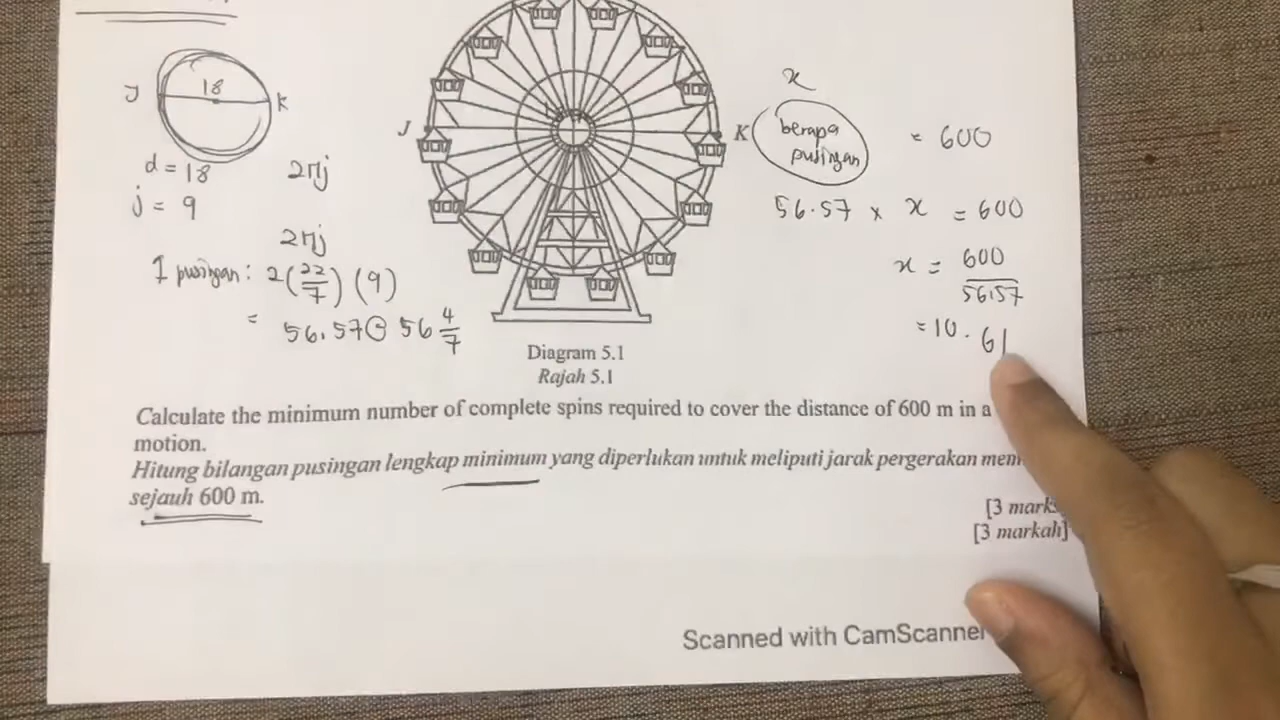 J 18 K
d = 18
j = 9
2πj
2πj
1 pusingan: 2(22/7)(9)
= 56.57 @ 56 4/7
J
K
x
berapa pusingan = 600
56.57 × x = 600
x = 600/56.57
= 10.61
Diagram 5.1
Rajah 5.1
Calculate the minimum number of complete spins required to cover the distance of 600 m in a
motion.
Hitung bilangan pusingan lengkap minimum yang diperlukan untuk meliputi jarak pergerakan
sejauh 600 m.
[3 marks
[3 markah]
Scanned with CamScanner